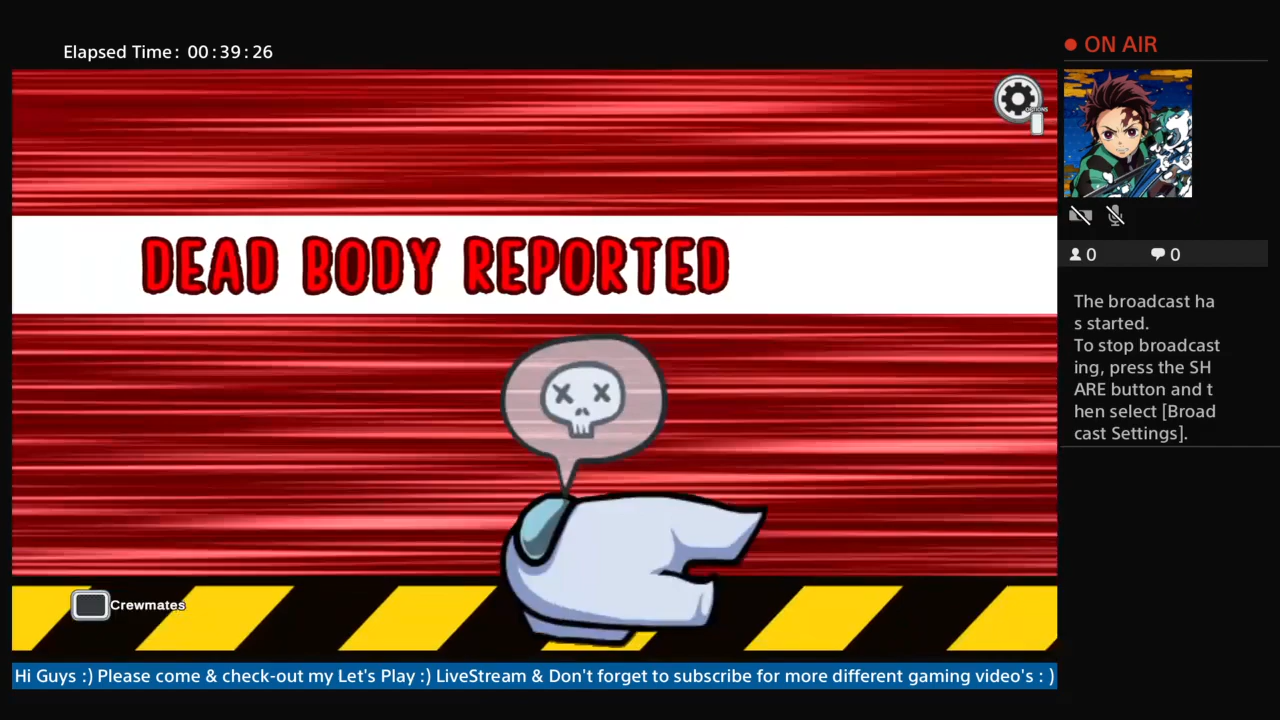 Elapsed Time: 00:39:26
ON AIR
OPTIONS
DEAD BODY REPORTED
0
0
The broadcast ha
s started.
To stop broadcast
ing, press the SH
ARE button and t
hen select [Broad
cast Settings].
Crewmates
Hi Guys :) Please come & check-out my Let's Play :) LiveStream & Don't forget to subscribe for more different gaming video's : )